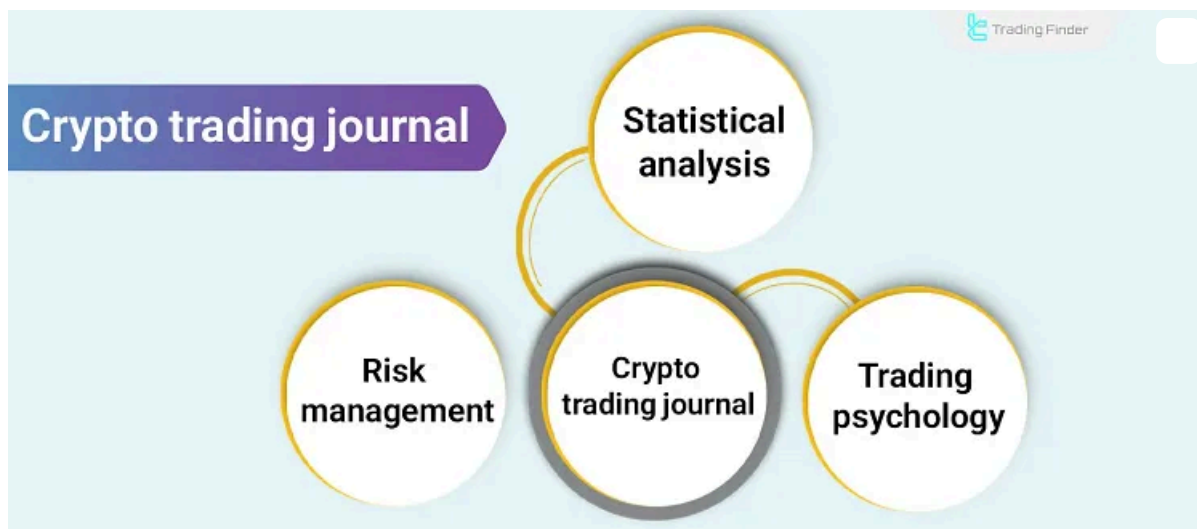 Trading Finder
Crypto trading journal
Statistical
analysis
Risk
management
Crypto
trading journal
Trading
psychology